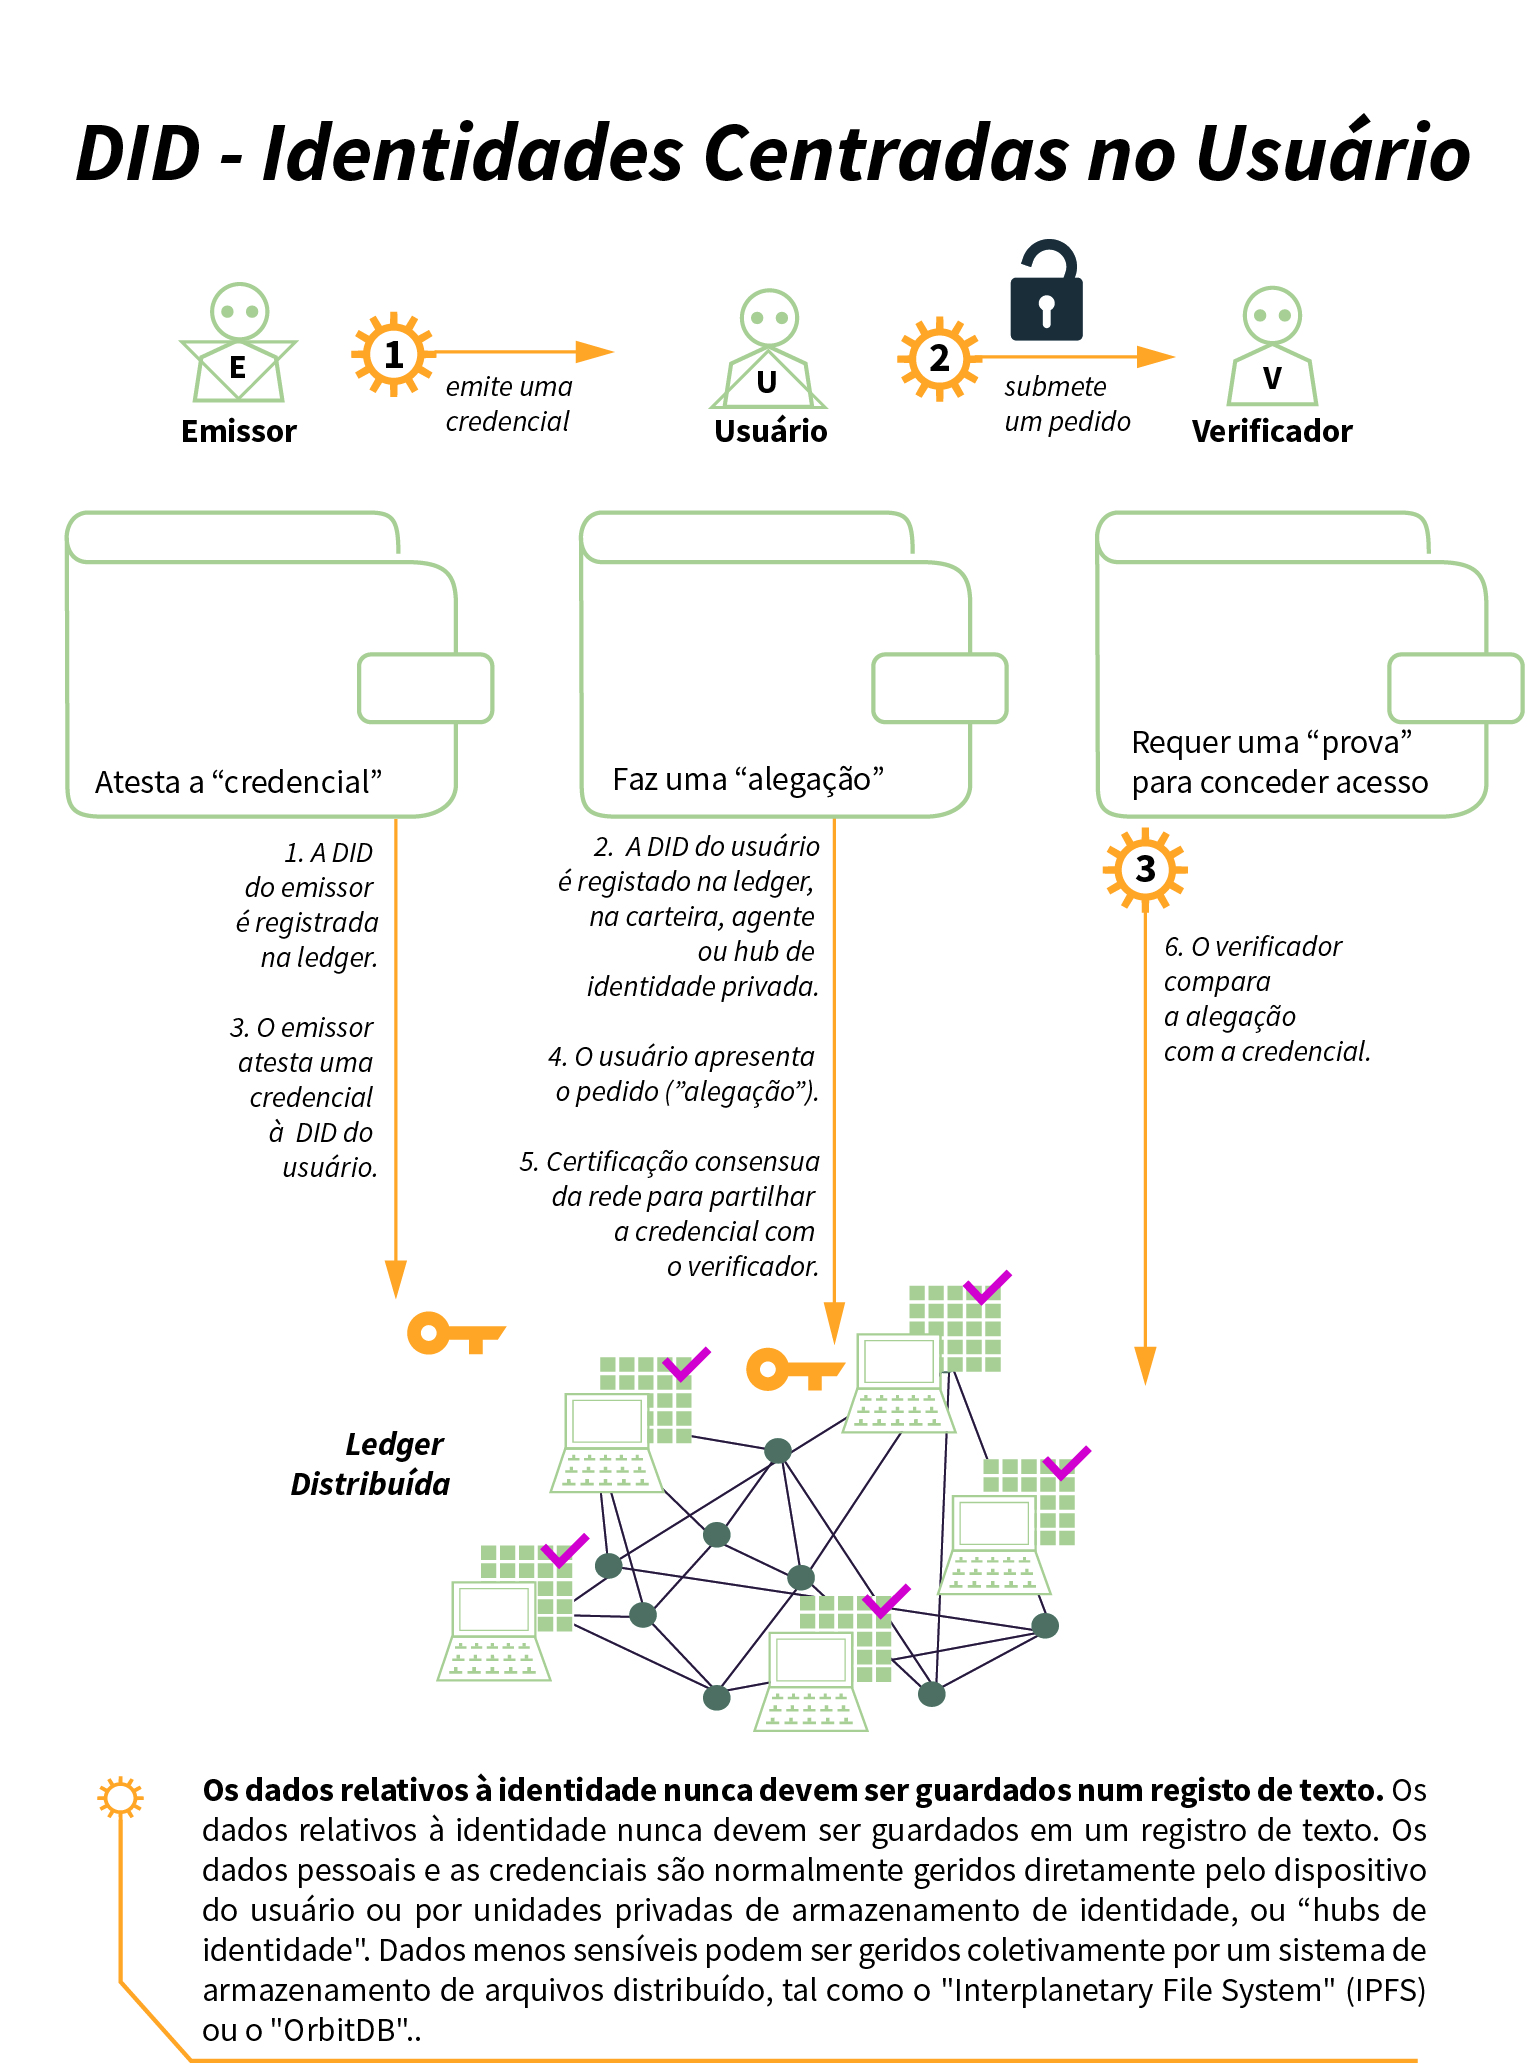 DID - Identidades Centradas no Usuário
1
emite uma
credencial
2
submete
um pedido
E
Emissor
U
Usuário
V
Verificador
Atesta a “credencial”
Faz uma “alegação”
Requer uma “prova”
para conceder acesso
1. A DID
do emissor
é registrada
na ledger.
3. O emissor
atesta uma
credencial
à DID do
usuário.
2. A DID do usuário
é registado na ledger,
na carteira, agente
ou hub de
identidade privada.
4. O usuário apresenta
o pedido (”alegação”).
5. Certificação consensua
da rede para partilhar
a credencial com
o verificador.
3
6. O verificador
compara
a alegação
com a credencial.
Ledger
Distribuída
Os dados relativos à identidade nunca devem ser guardados num registo de texto. Os
dados relativos à identidade nunca devem ser guardados em um registro de texto. Os
dados pessoais e as credenciais são normalmente geridos diretamente pelo dispositivo
do usuário ou por unidades privadas de armazenamento de identidade, ou “hubs de
identidade". Dados menos sensíveis podem ser geridos coletivamente por um sistema de
armazenamento de arquivos distribuído, tal como o "Interplanetary File System" (IPFS)
ou o "OrbitDB"..